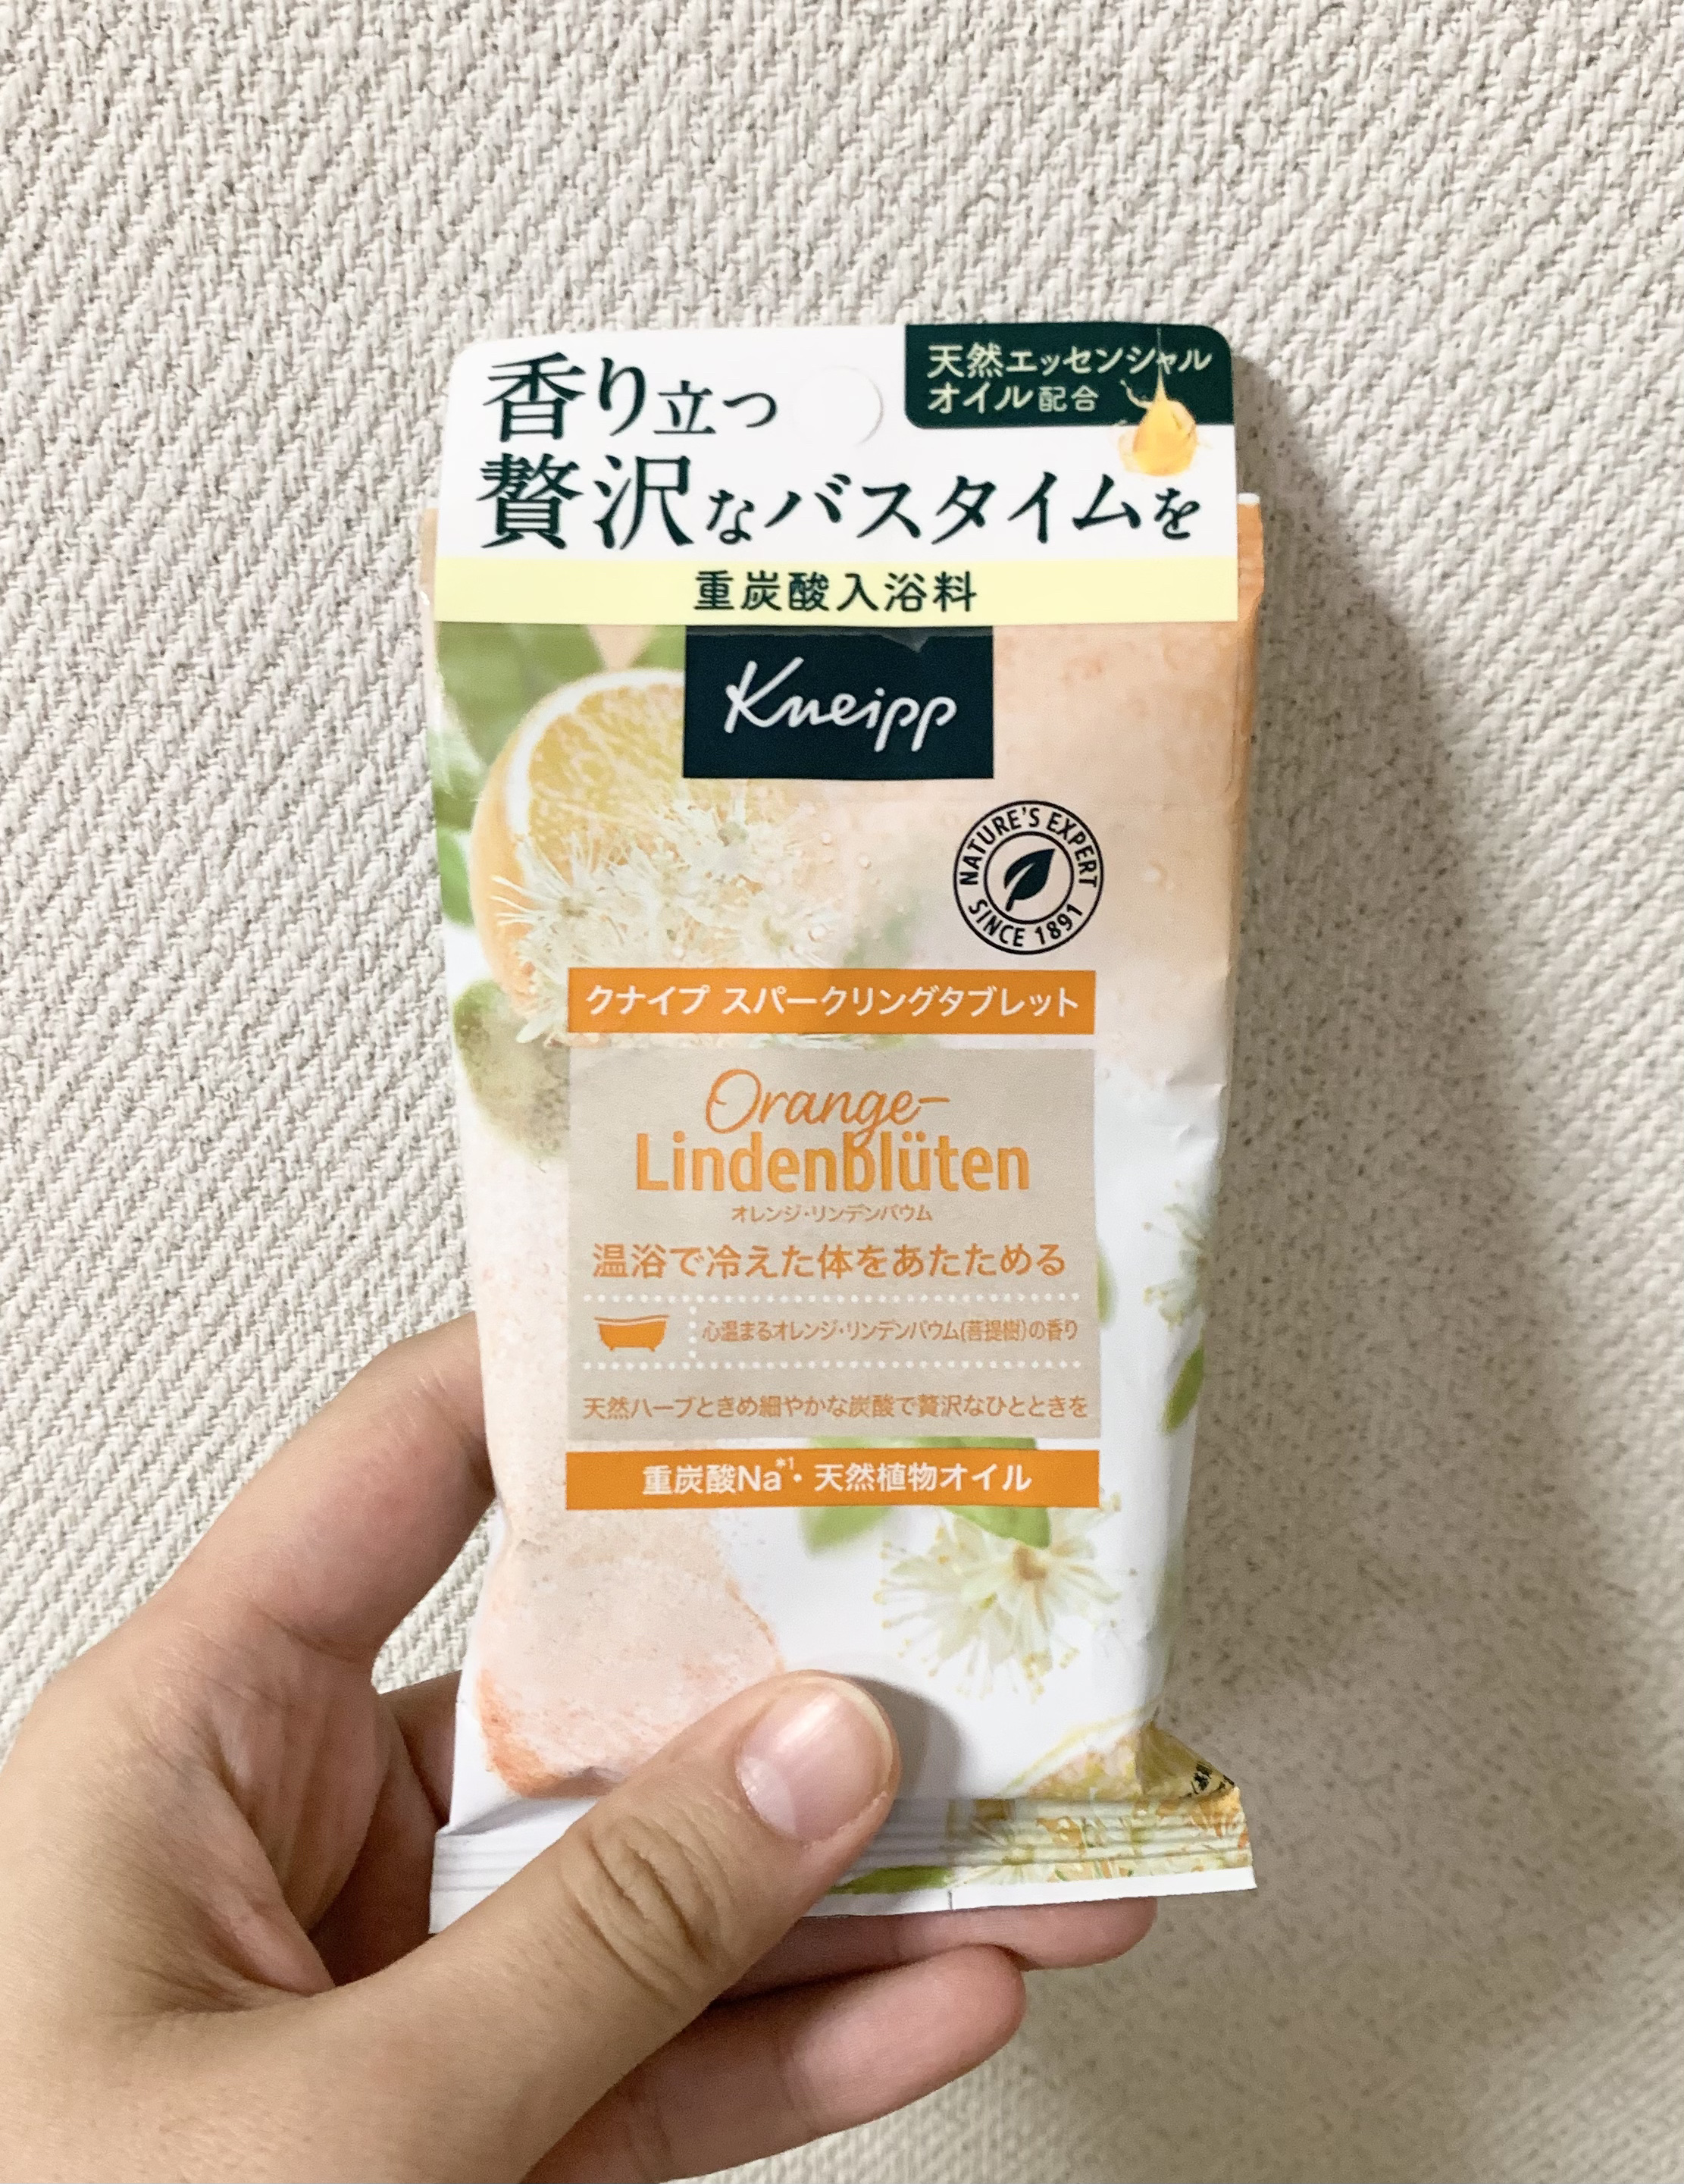 香り立つ
天然エッセンシャル
オイル配合
贅沢なバスタイムを
重炭酸入浴料
Kneipp
NATURE'S EXPERT
SINCE 1891
クナイプ スパークリングタブレット
Orange-
Lindenblüten
オレンジ・リンデンバウム
温浴で冷えた体をあたためる
心温まるオレンジ・リンデンバウム(菩提樹)の香り
天然ハーブときめ細やかな炭酸で贅沢なひとときを
重炭酸Na*1・天然植物オイル